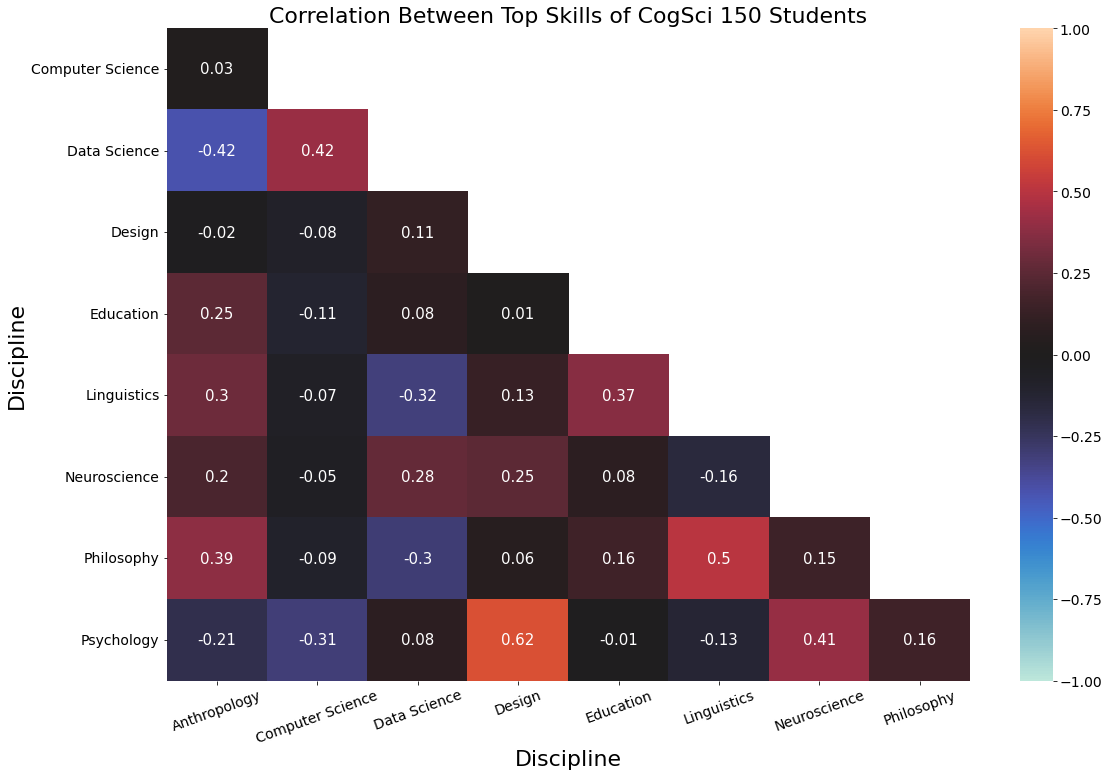 Correlation Between Top Skills of CogSci 150 Students
Computer Science 0.03
Data Science -0.42 0.42
Design -0.02 -0.08 0.11
Education 0.25 -0.11 0.08 0.01
Linguistics 0.3 -0.07 -0.32 0.13 0.37
Neuroscience 0.2 -0.05 0.28 0.25 0.08 -0.16
Philosophy 0.39 -0.09 -0.3 0.06 0.16 0.5 0.15
Psychology -0.21 -0.31 0.08 0.62 -0.01 -0.13 0.41 0.16
Anthropology Computer Science Data Science Design Education Linguistics Neuroscience Philosophy
Discipline
Discipline
1.00
0.75
0.50
0.25
0.00
−0.25
−0.50
−0.75
−1.00